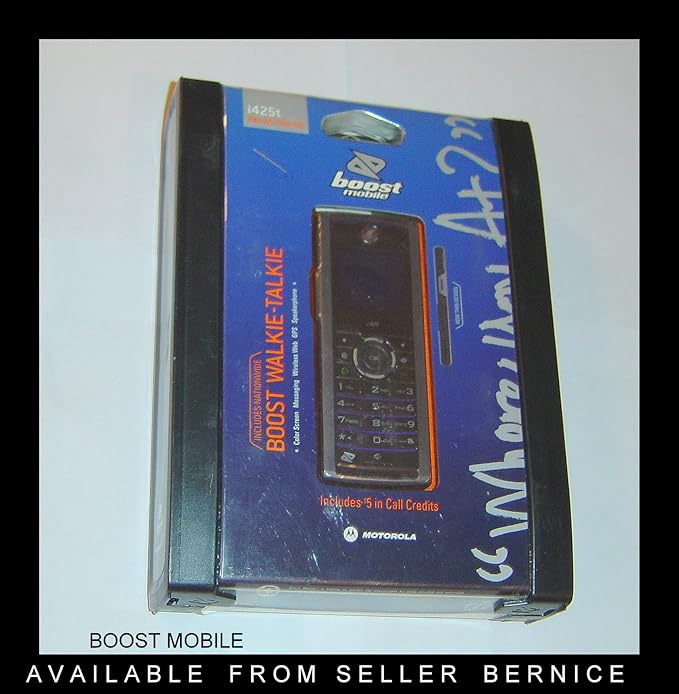 i425t
boost
mobile®
INCLUDES NATIONWIDE
BOOST WALKIE-TALKIE
• Color Screen Messaging Wireless Web GPS Speakerphone •
"Where You At?"
Includes $5 in Call Credits
MOTOROLA
BOOST MOBILE
AVAILABLE FROM SELLER BERNICE